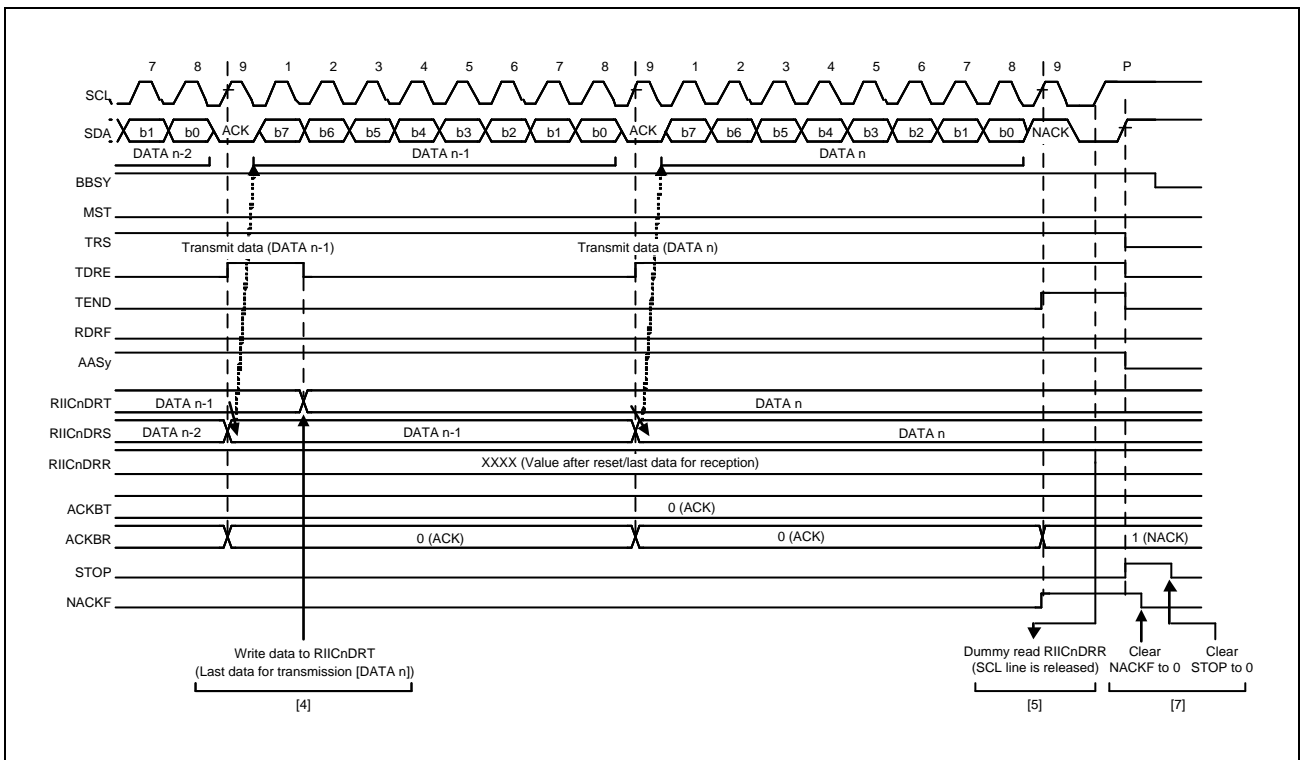 7 8 9 1 2 3 4 5 6 7 8 9 1 2 3 4 5 6 7 8 9 P
SCL
SDA b1 b0 ACK b7 b6 b5 b4 b3 b2 b1 b0 ACK b7 b6 b5 b4 b3 b2 b1 b0 NACK
DATA n-2 DATA n-1 DATA n
BBSY
MST
TRS
Transmit data (DATA n-1) Transmit data (DATA n)
TDRE
TEND
RDRF
AASy
RIICnDRT DATA n-1 DATA n
RIICnDRS DATA n-2 DATA n-1 DATA n
RIICnDRR XXXX (Value after reset/last data for reception)
ACKBT 0 (ACK)
ACKBR 0 (ACK) 0 (ACK) 1 (NACK)
STOP
NACKF
Write data to RIICnDRT Dummy read RIICnDRR Clear Clear
(Last data for transmission [DATA n]) (SCL line is released) NACKF to 0 STOP to 0
[4] [5] [7]